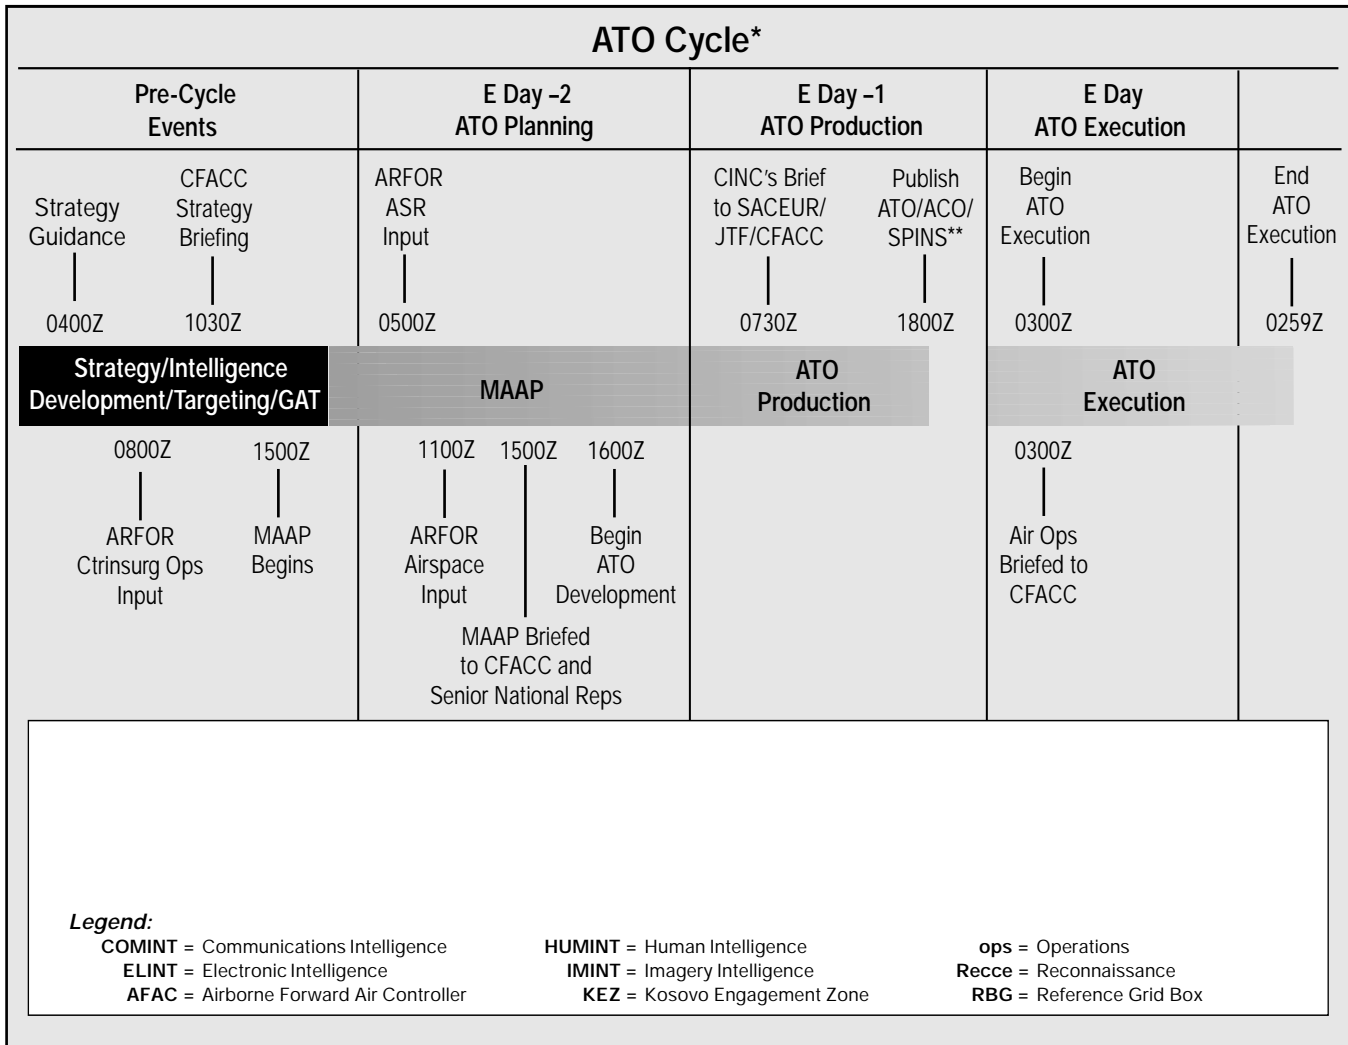 ATO Cycle*
Pre-Cycle
Events
E Day –2
ATO Planning
E Day –1
ATO Production
E Day
ATO Execution
Strategy
Guidance
0400Z
CFACC
Strategy
Briefing
1030Z
ARFOR
ASR
Input
0500Z
CINC's Brief
to SACEUR/
JTF/CFACC
0730Z
Publish
ATO/ACO/
SPINS**
1800Z
Begin
ATO
Execution
0300Z
End
ATO
Execution
0259Z
Strategy/Intelligence
Development/Targeting/GAT
MAAP
ATO
Production
ATO
Execution
0800Z
ARFOR
Ctrinsurg Ops
Input
1500Z
MAAP
Begins
1100Z
ARFOR
Airspace
Input
1500Z
MAAP Briefed
to CFACC and
Senior National Reps
1600Z
Begin
ATO
Development
0300Z
Air Ops
Briefed to
CFACC
Legend:
COMINT = Communications Intelligence
ELINT = Electronic Intelligence
AFAC = Airborne Forward Air Controller
HUMINT = Human Intelligence
IMINT = Imagery Intelligence
KEZ = Kosovo Engagement Zone
ops = Operations
Recce = Reconnaissance
RBG = Reference Grid Box